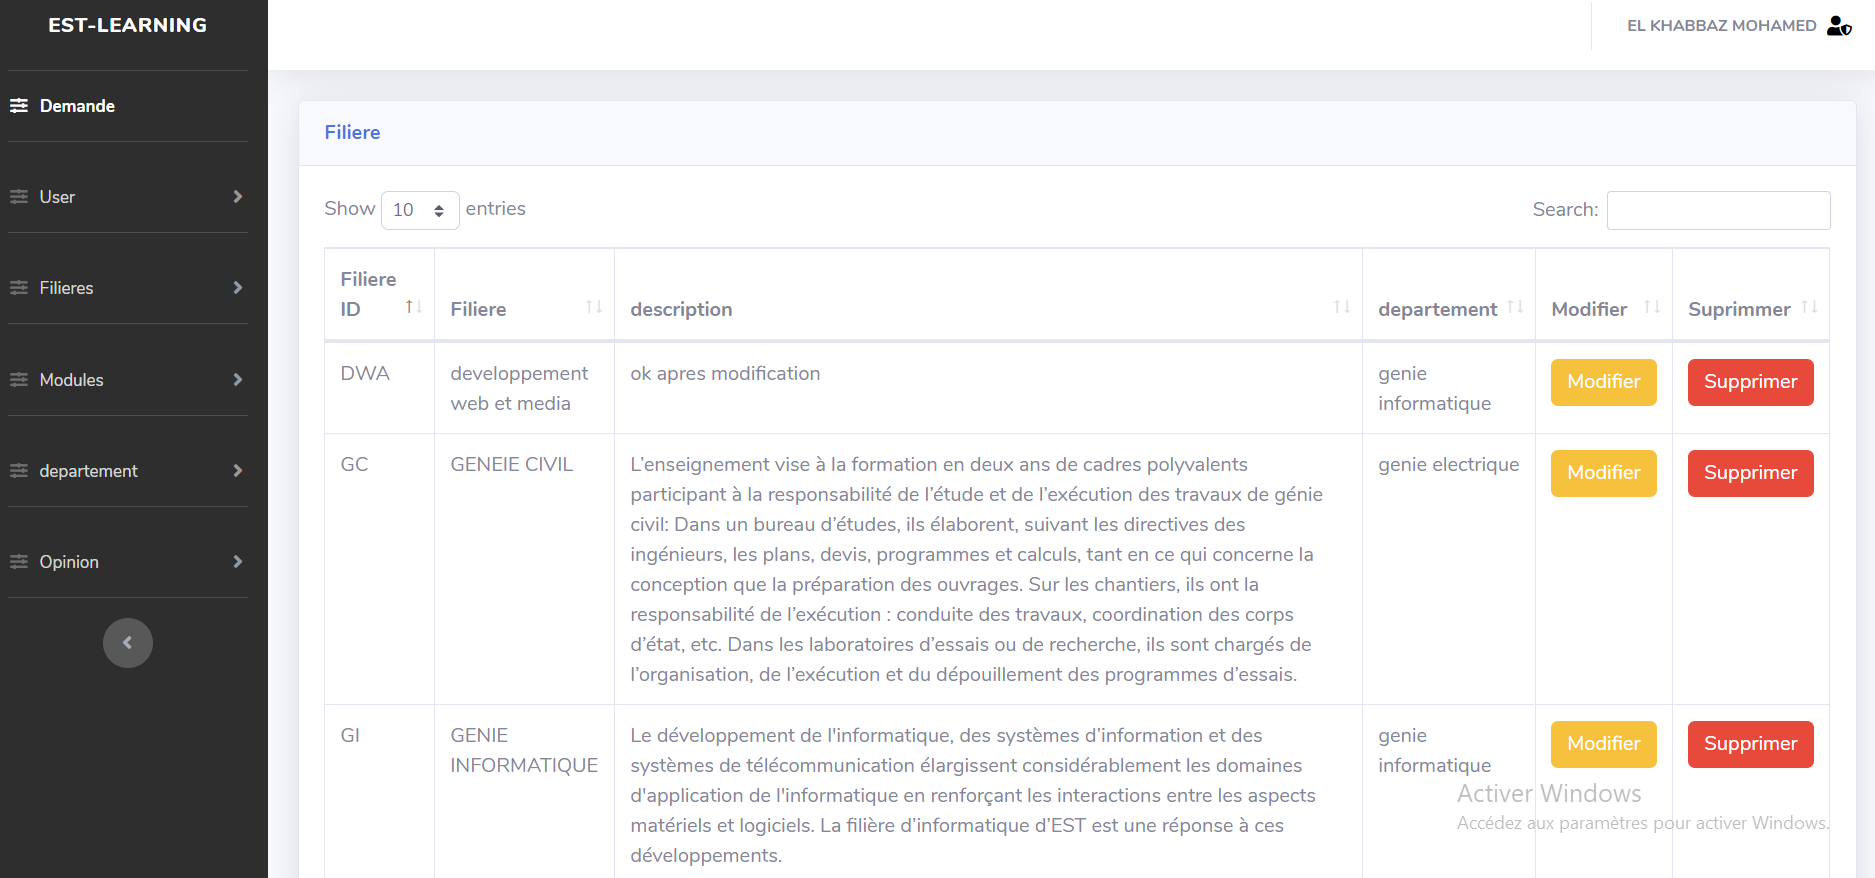 EST-LEARNING
EL KHABBAZ MOHAMED
Demande
User
Filieres
Modules
departement
Opinion
Filiere
Show 10 entries
Search:
Filiere
ID
Filiere
description
departement
Modifier
Suprimmer
DWA
developpement
web et media
ok apres modification
genie
informatique
Modifier
Supprimer
GC
GENEIE CIVIL
L’enseignement vise à la formation en deux ans de cadres polyvalents
participant à la responsabilité de l’étude et de l’exécution des travaux de génie
civil: Dans un bureau d’études, ils élaborent, suivant les directives des
ingénieurs, les plans, devis, programmes et calculs, tant en ce qui concerne la
conception que la préparation des ouvrages. Sur les chantiers, ils ont la
responsabilité de l’exécution : conduite des travaux, coordination des corps
d’état, etc. Dans les laboratoires d’essais ou de recherche, ils sont chargés de
l’organisation, de l’exécution et du dépouillement des programmes d’essais.
genie electrique
Modifier
Supprimer
GI
GENIE
INFORMATIQUE
Le développement de l'informatique, des systèmes d’information et des
systèmes de télécommunication élargissent considérablement les domaines
d'application de l'informatique en renforçant les interactions entre les aspects
matériels et logiciels. La filière d’informatique d’EST est une réponse à ces
développements.
genie
informatique
Modifier
Supprimer
Activer Windows
Accédez aux paramètres pour activer Windows.